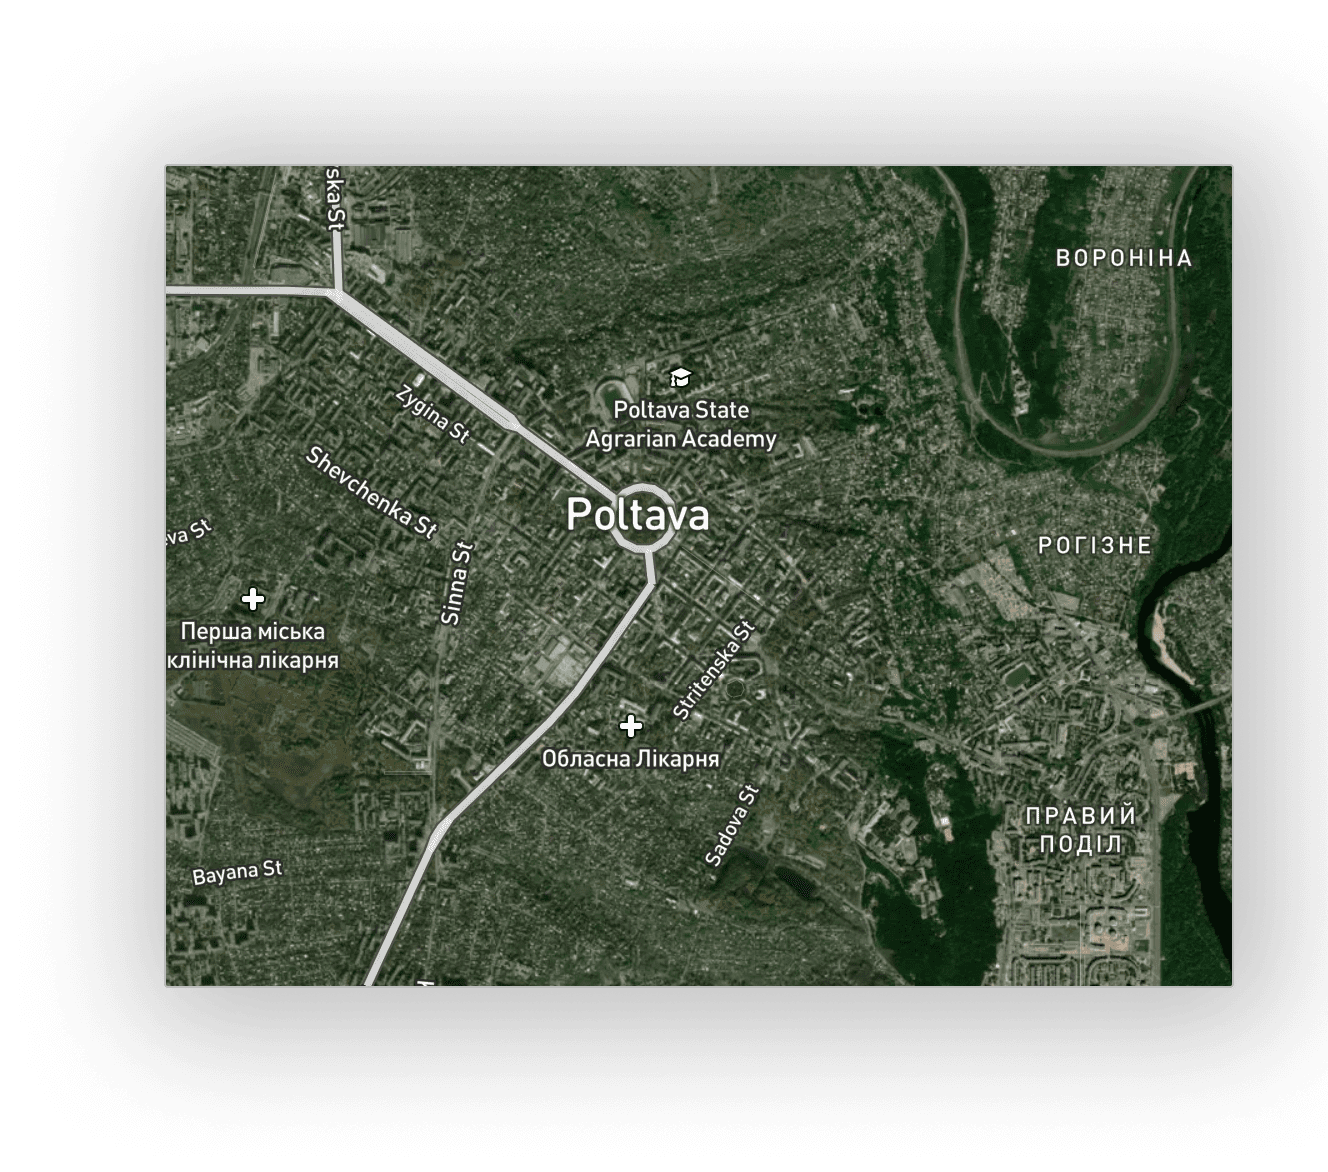 ska St
ВОРОНІНА
Zygina St
Poltava State
Agrarian Academy
Shevchenka St
Poltava
va St
РОГІЗНЕ
Sinna St
Перша міська
клінічна лікарня
Stritenska St
Обласна Лікарня
Sadova St
ПРАВИЙ
ПОДІЛ
Bayana St